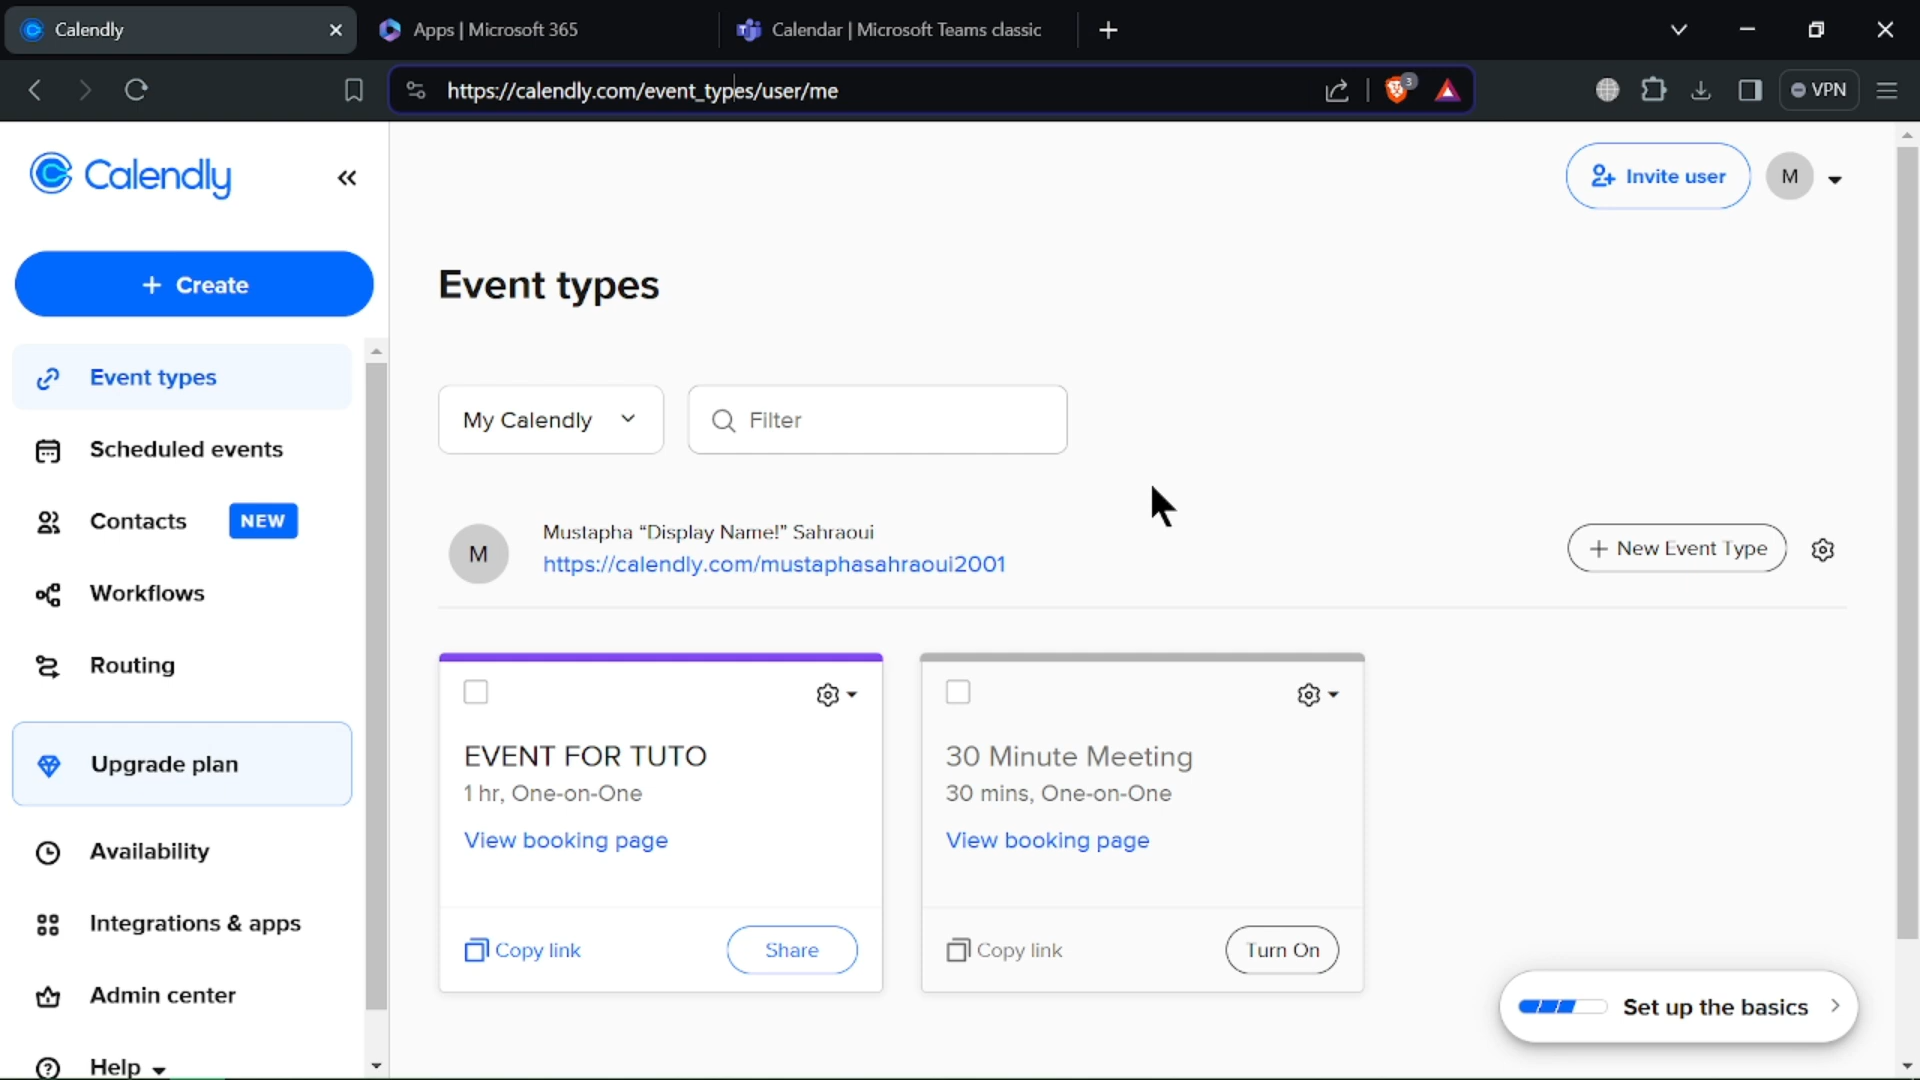 Calendly
Apps | Microsoft 365
Calendar | Microsoft Teams classic
https://calendly.com/event_types/user/me
3
VPN
Calendly
Invite user
M
+ Create
Event types
Event types
Scheduled events
Contacts NEW
Workflows
Routing
Upgrade plan
Availability
Integrations & apps
Admin center
Help
My Calendly
Filter
M
Mustapha “Display Name!” Sahraoui
https://calendly.com/mustaphasahraoui2001
+ New Event Type
EVENT FOR TUTO
1 hr, One-on-One
View booking page
Copy link
Share
30 Minute Meeting
30 mins, One-on-One
View booking page
Copy link
Turn On
Set up the basics